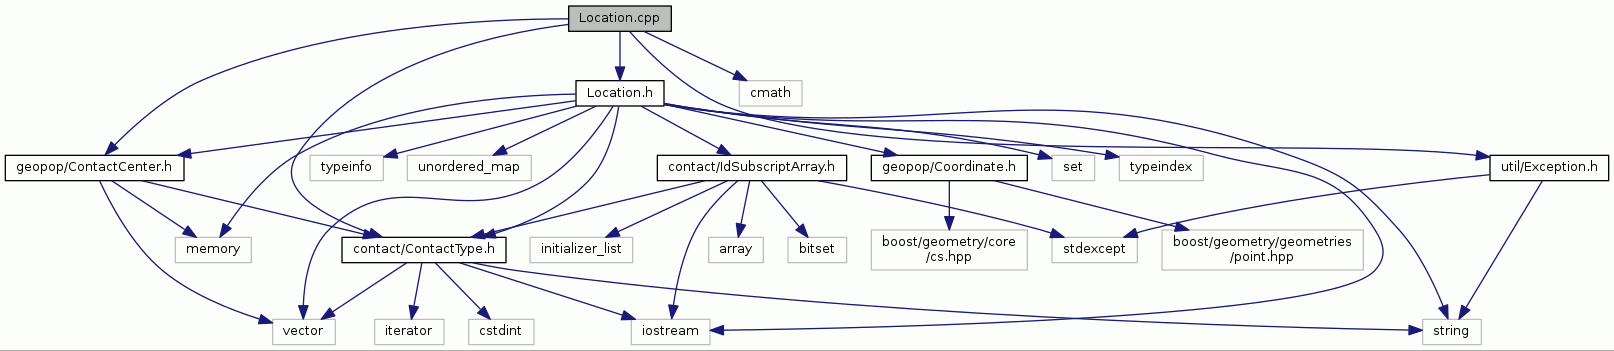 Location.cpp
Location.h
cmath
geopop/ContactCenter.h
typeinfo
unordered_map
contact/IdSubscriptArray.h
geopop/Coordinate.h
set
typeindex
util/Exception.h
memory
contact/ContactType.h
initializer_list
array
bitset
boost/geometry/core
/cs.hpp
stdexcept
boost/geometry/geometries
/point.hpp
vector
iterator
cstdint
iostream
string